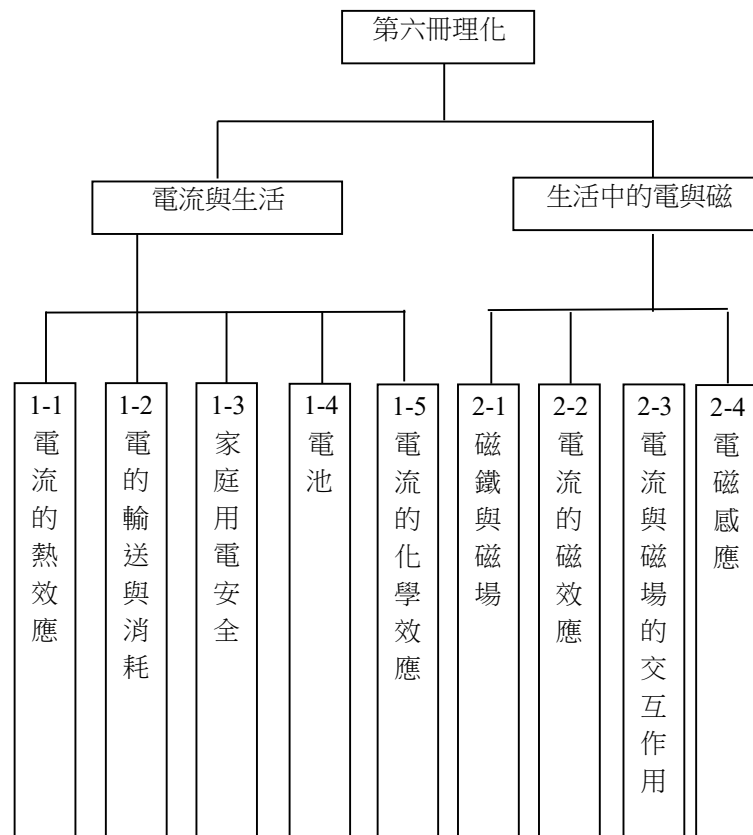 第六冊理化
電流與生活
生活中的電與磁
1-1
電流的熱效應
1-2
電的輸送與消耗
1-3
家庭用電安全
1-4
電池
1-5
電流的化學效應
2-1
磁鐵與磁場
2-2
電流的磁效應
2-3
電流與磁場的交互作用
2-4
電磁感應